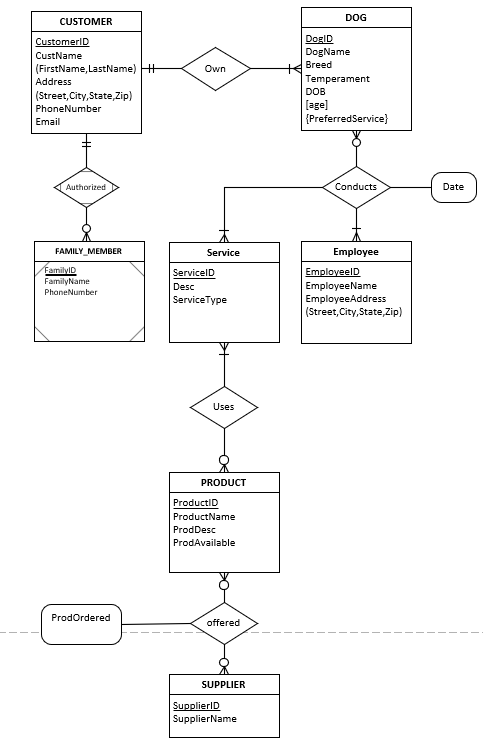 CUSTOMER
CustomerID
CustName
(FirstName,LastName)
Address
(Street,City,State,Zip)
PhoneNumber
Email
Own
DOG
DogID
DogName
Breed
Temperament
DOB
[age]
{PreferredService}
Authorized
Conducts
Date
FAMILY_MEMBER
FamilyID
FamilyName
PhoneNumber
Service
ServiceID
Desc
ServiceType
Employee
EmployeeID
EmployeeName
EmployeeAddress
(Street,City,State,Zip)
Uses
PRODUCT
ProductID
ProductName
ProdDesc
ProdAvailable
ProdOrdered
offered
SUPPLIER
SupplierID
SupplierName